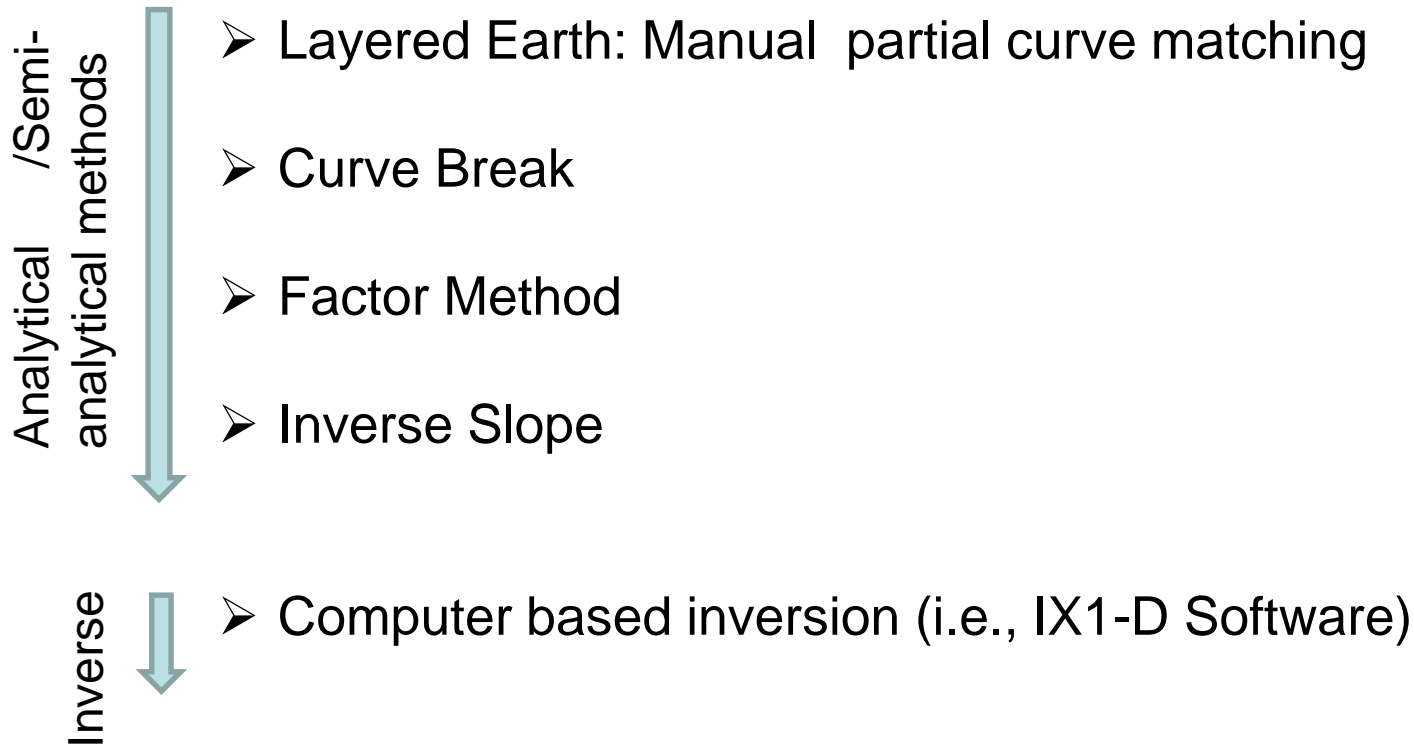 Analytical /Semi-
analytical methods
➢ Layered Earth: Manual partial curve matching
➢ Curve Break
➢ Factor Method
➢ Inverse Slope
Inverse
➢ Computer based inversion (i.e., IX1-D Software)